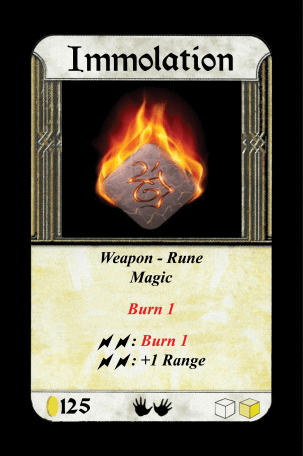 Immolation
Weapon - Rune
Magic
Burn 1
: Burn 1
: +1 Range
125